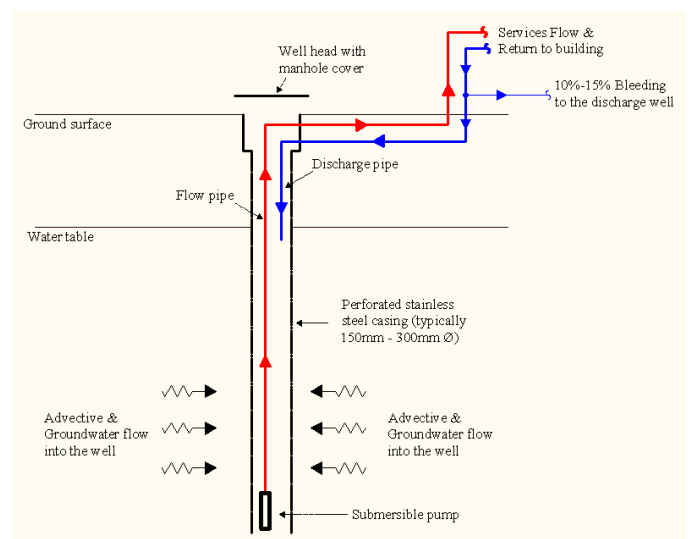 Services Flow &
Return to building
Well head with
manhole cover
10%-15% Bleeding
to the discharge well
Ground surface
Discharge pipe
Flow pipe
Water table
Perforated stainless
steel casing (typically
150mm - 300mm Ø)
Advective &
Groundwater flow
into the well
Advective &
Groundwater flow
into the well
Submersible pump